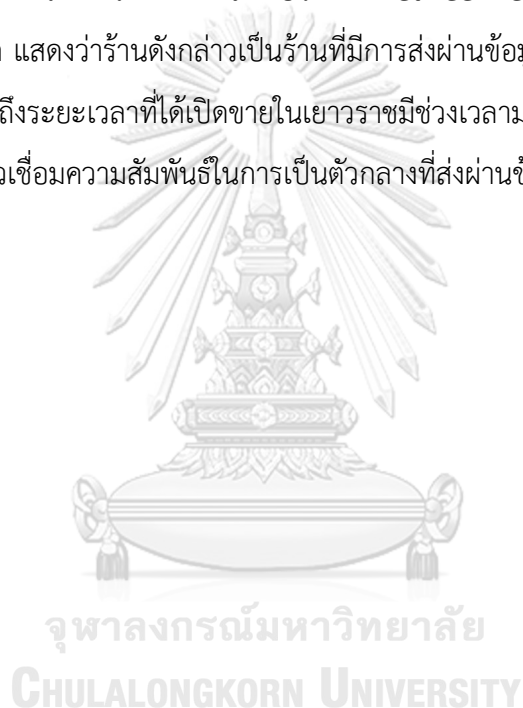 แสดงว่าร้านดังกล่าวเป็นร้านที่มีการส่งผ่านข้อม
ถึงระยะเวลาที่ได้เปิดขายในเยาวราชมีช่วงเวลาม
เชื่อมความสัมพันธ์ในการเป็นตัวกลางที่ส่งผ่านข้
จุฬาลงกรณ์มหาวิทยาลัย
CHULALONGKORN UNIVERSITY